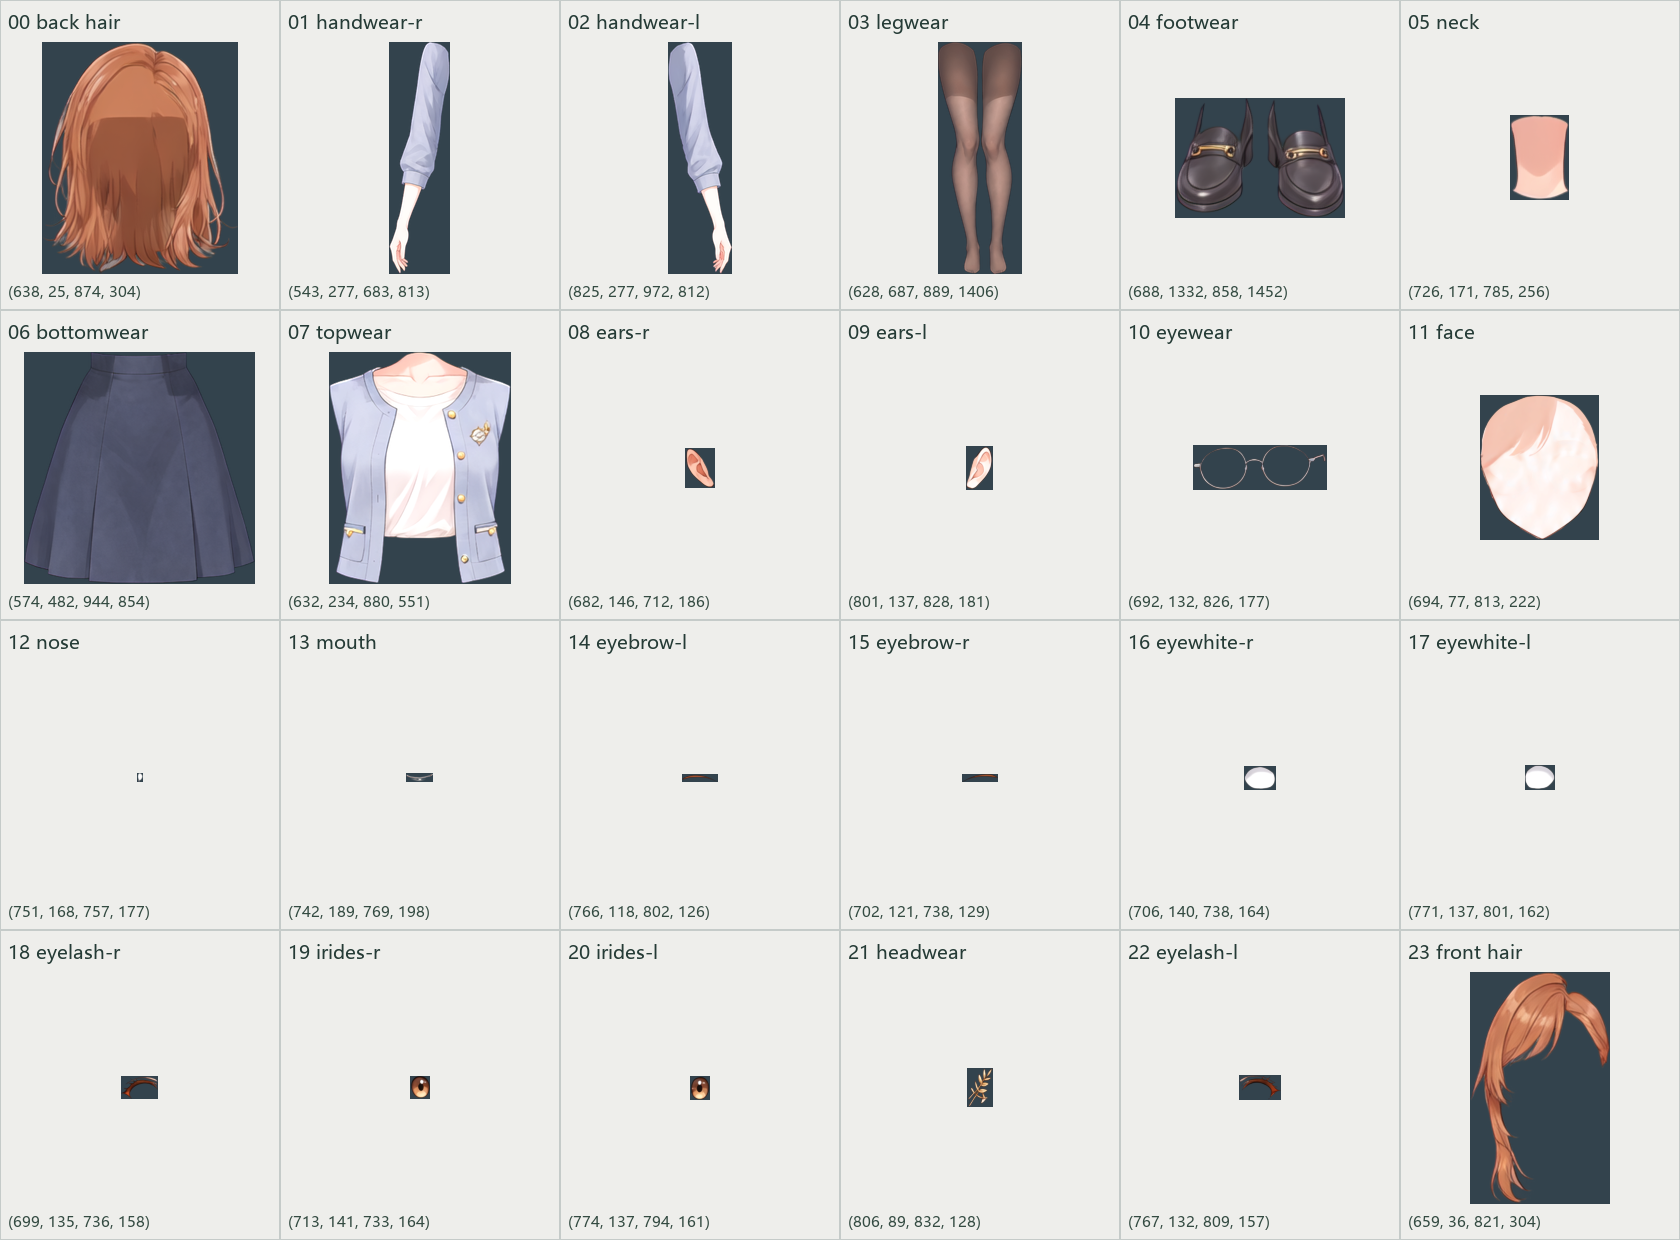 00 back hair
01 handwear-r
02 handwear-l
03 legwear
04 footwear
05 neck
(638, 25, 874, 304)
(543, 277, 683, 813)
(825, 277, 972, 812)
(628, 687, 889, 1406)
(688, 1332, 858, 1452)
(726, 171, 785, 256)
06 bottomwear
07 topwear
08 ears-r
09 ears-l
10 eyewear
11 face
(574, 482, 944, 854)
(632, 234, 880, 551)
(682, 146, 712, 186)
(801, 137, 828, 181)
(692, 132, 826, 177)
(694, 77, 813, 222)
12 nose
13 mouth
14 eyebrow-l
15 eyebrow-r
16 eyewhite-r
17 eyewhite-l
(751, 168, 757, 177)
(742, 189, 769, 198)
(766, 118, 802, 126)
(702, 121, 738, 129)
(706, 140, 738, 164)
(771, 137, 801, 162)
18 eyelash-r
19 irides-r
20 irides-l
21 headwear
22 eyelash-l
23 front hair
(699, 135, 736, 158)
(713, 141, 733, 164)
(774, 137, 794, 161)
(806, 89, 832, 128)
(767, 132, 809, 157)
(659, 36, 821, 304)